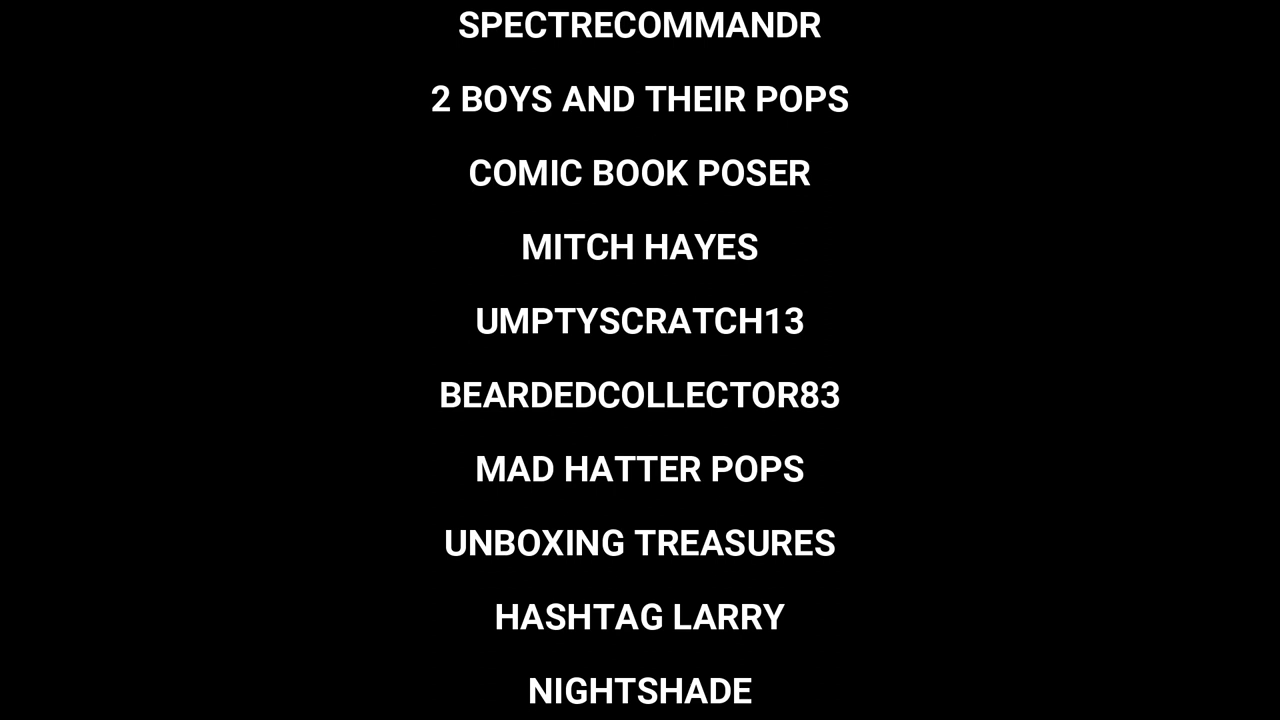 SPECTRECOMMANDR
2 BOYS AND THEIR POPS
COMIC BOOK POSER
MITCH HAYES
UMPTYSCRATCH13
BEARDEDCOLLECTOR83
MAD HATTER POPS
UNBOXING TREASURES
HASHTAG LARRY
NIGHTSHADE